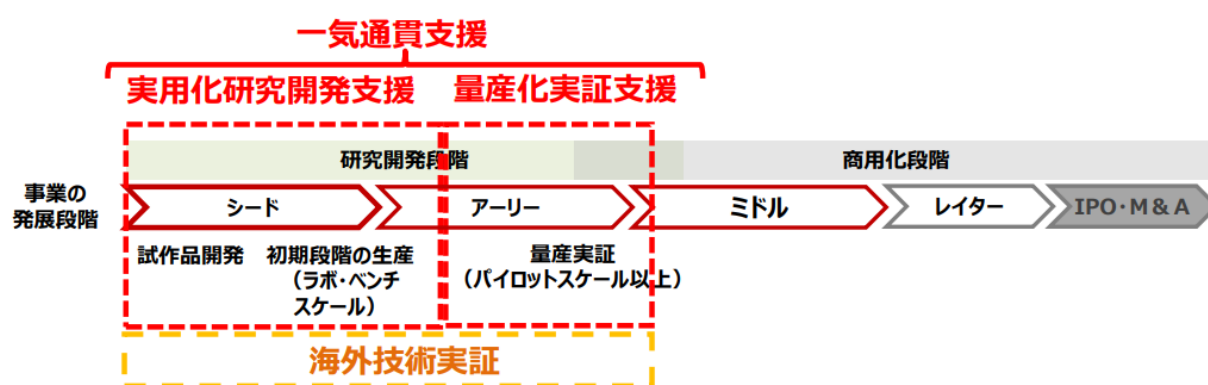 一気通貫支援
実用化研究開発支援
量産化実証支援
研究開発段階
商用化段階
事業の
発展段階
シード
アーリー
ミドル
レイター
IPO・M&A
試作品開発
初期段階の生産
(ラボ・ベンチ
スケール)
量産実証
(パイロットスケール以上)
海外技術実証